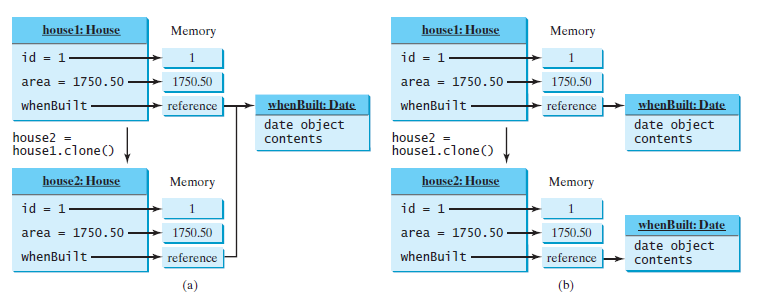 house1: House
Memory
id = 1
1
area = 1750.50
1750.50
whenBuilt
reference
whenBuilt: Date
date object
contents
house2 =
house1.clone()
house2: House
Memory
id = 1
1
area = 1750.50
1750.50
whenBuilt
reference
(a)
house1: House
Memory
id = 1
1
area = 1750.50
1750.50
whenBuilt
reference
whenBuilt: Date
date object
contents
house2 =
house1.clone()
house2: House
Memory
id = 1
1
area = 1750.50
1750.50
whenBuilt
reference
whenBuilt: Date
date object
contents
(b)